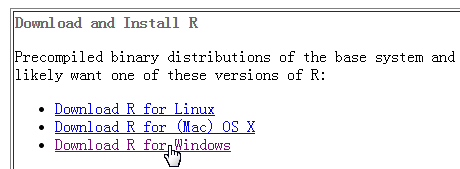 Download and Install R
Precompiled binary distributions of the base system and
likely want one of these versions of R:
Download R for Linux
Download R for (Mac) OS X
Download R for Windows